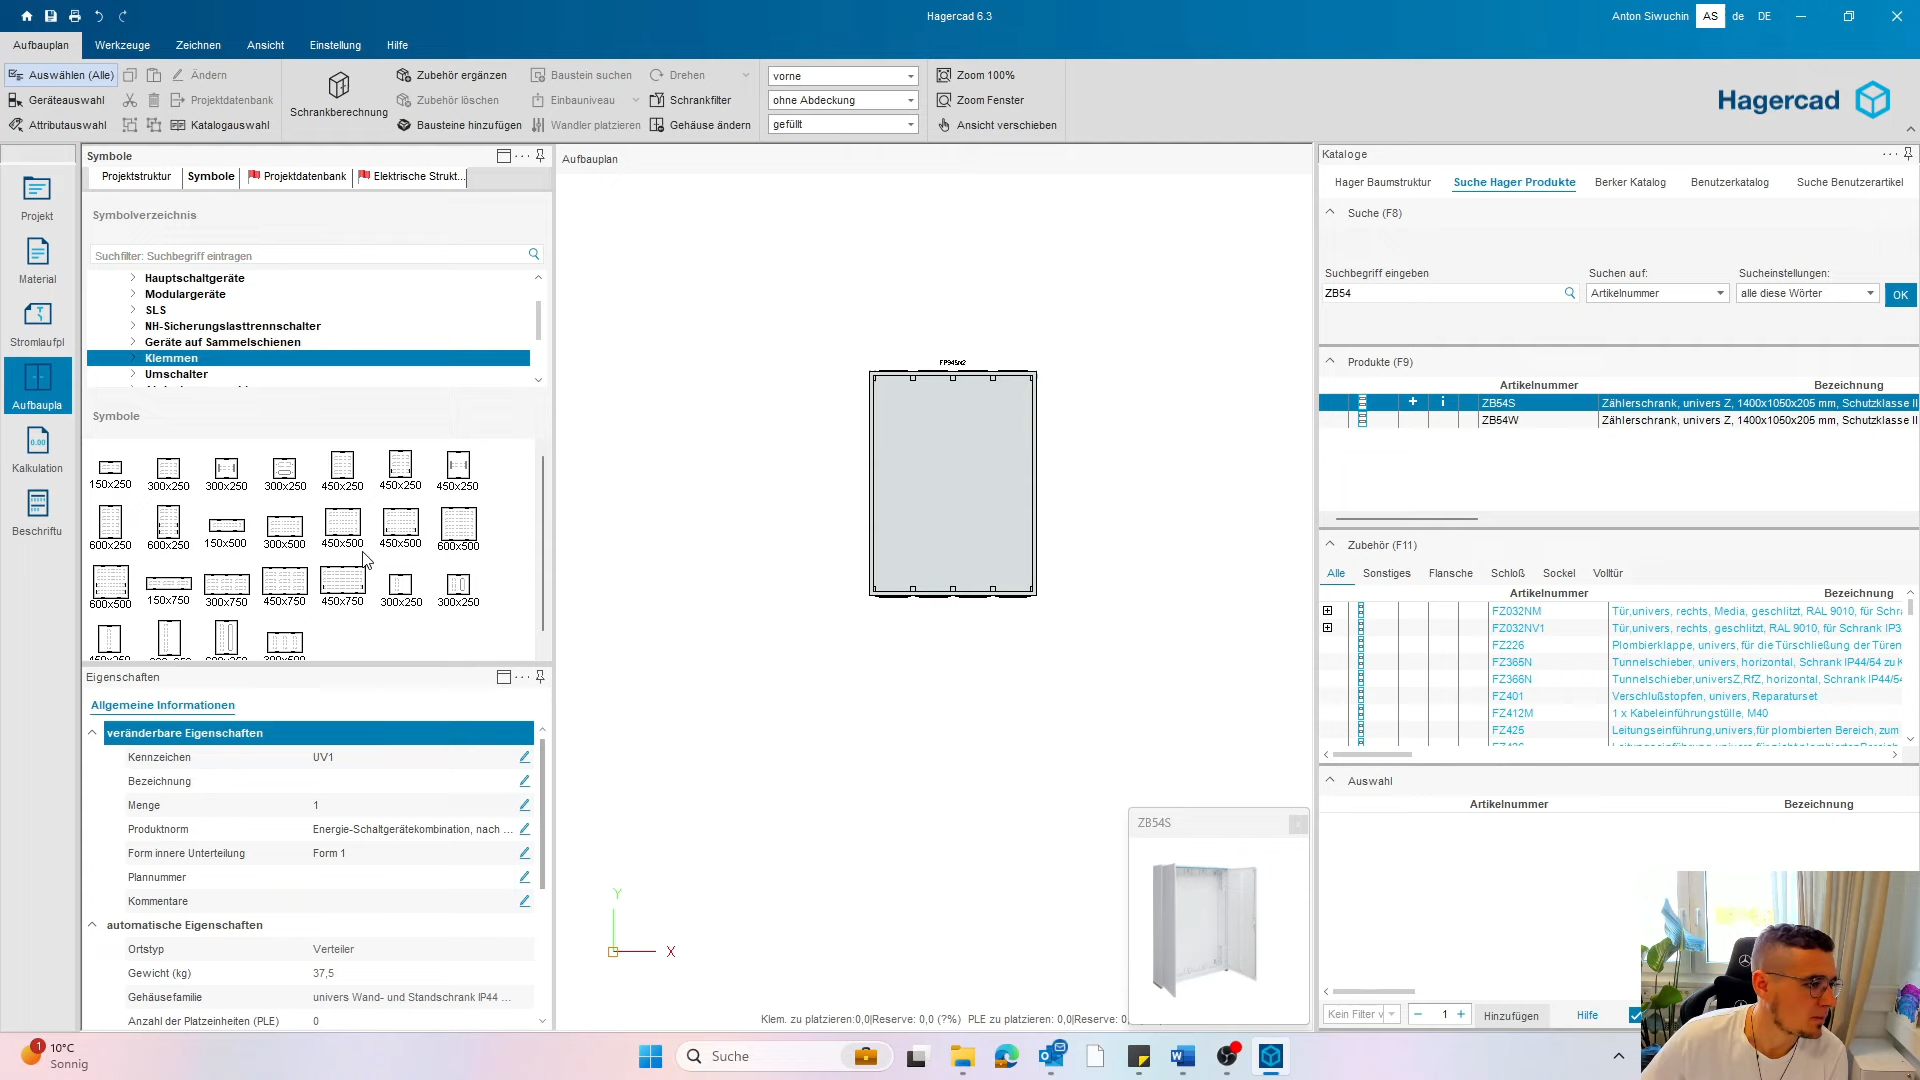 Hagercad 6.3
Anton Siwuchin AS de DE
Aufbauplan Werkzeuge Zeichnen Ansicht Einstellung Hilfe
Auswählen (Alle) Ändern
Geräteauswahl Projektdatenbank
Attributauswahl Katalogauswahl
Schrankberechnung
Zubehör ergänzen Baustein suchen Drehen
Zubehör löschen Einbauniveau Schrankfilter
Bausteine hinzufügen Wandler platzieren Gehäuse ändern
vorne
ohne Abdeckung
gefüllt
Zoom 100%
Zoom Fenster
Ansicht verschieben
Hagercad
Projekt
Material
Stromlaufpl
Aufbaupla
Kalkulation
0.00
Beschriftu
Symbole
Projektstruktur Symbole Projektdatenbank Elektrische Strukt...
Symbolverzeichnis
Suchfilter: Suchbegriff eintragen
Hauptschaltgeräte
Modulargeräte
SLS
NH-Sicherungslasttrennschalter
Geräte auf Sammelschienen
Klemmen
Umschalter
Symbole
150x250 300x250 300x250 300x250 450x250 450x250 450x250
600x250 600x250 150x500 300x500 450x500 450x500 600x500
600x500 150x750 300x750 450x750 450x750 300x250 300x250
Eigenschaften
Allgemeine Informationen
veränderbare Eigenschaften
Kennzeichen UV1
Bezeichnung
Menge 1
Produktnorm Energie-Schaltgerätekombination, nach ...
Form innere Unterteilung Form 1
Plannummer
Kommentare
automatische Eigenschaften
Ortstyp Verteiler
Gewicht (kg) 37,5
Gehäusefamilie univers Wand- und Standschrank IP44 ...
Anzahl der Platzeinheiten (PLE) 0
Aufbauplan
FP94SN2
Y
X
ZB54S
Klem. zu platzieren:0,0|Reserve: 0,0 (?%) PLE zu platzieren: 0,0|Reserve: 0,
Kataloge
Hager Baumstruktur Suche Hager Produkte Berker Katalog Benutzerkatalog Suche Benutzerartikel
Suche (F8)
Suchbegriff eingeben Suchen auf: Sucheinstellungen:
ZB54 Artikelnummer alle diese Wörter OK
Produkte (F9)
Artikelnummer Bezeichnung
ZB54S Zählerschrank, univers Z, 1400x1050x205 mm, Schutzklasse II
ZB54W Zählerschrank, univers Z, 1400x1050x205 mm, Schutzklasse II
Zubehör (F11)
Alle Sonstiges Flansche Schloß Sockel Volltür
Artikelnummer Bezeichnung
FZ032NM Tür,univers, rechts, Media, geschlitzt, RAL 9010, für Schra
FZ032NV1 Tür,univers, rechts, geschlitzt, RAL 9010, für Schrank IP3
FZ226 Plombierklappe, univers, für die Türschließung der Türen
FZ365N Tunnelschieber, univers, horizontal, Schrank IP44/54 zu K
FZ366N Tunnelschieber,universZ,RfZ, horizontal, Schrank IP44/54
FZ401 Verschlußstopfen, univers, Reparaturset
FZ412M 1 x Kabeleinführungstülle, M40
FZ425 Leitungseinführung,univers,für plombierten Bereich, zum
Auswahl
Artikelnummer Bezeichnung
Kein Filter v 1 Hinzufügen Hilfe
1 10°C
Sonnig
Suche